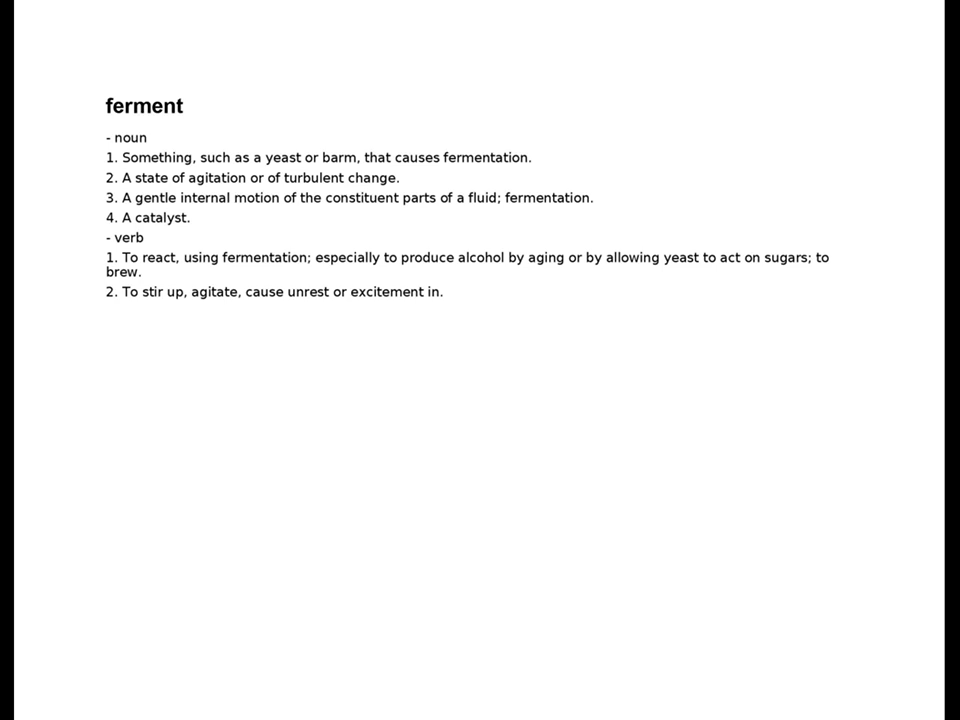 ferment
- noun
1. Something, such as a yeast or barm, that causes fermentation.
2. A state of agitation or of turbulent change.
3. A gentle internal motion of the constituent parts of a fluid; fermentation.
4. A catalyst.
- verb
1. To react, using fermentation; especially to produce alcohol by aging or by allowing yeast to act on sugars; to
brew.
2. To stir up, agitate, cause unrest or excitement in.